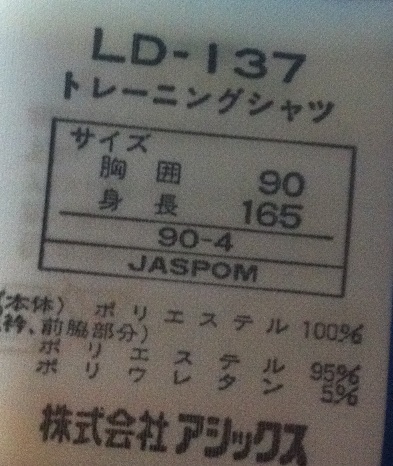 LD-137
トレーニングシャツ
サイズ
胸囲 90
身長 165
90-4
JASPOM
(本体) ポリエステル 100%
衿、前脇部分)
ポリエステル 95%
ポリウレタン 5%
株式会社アシックス